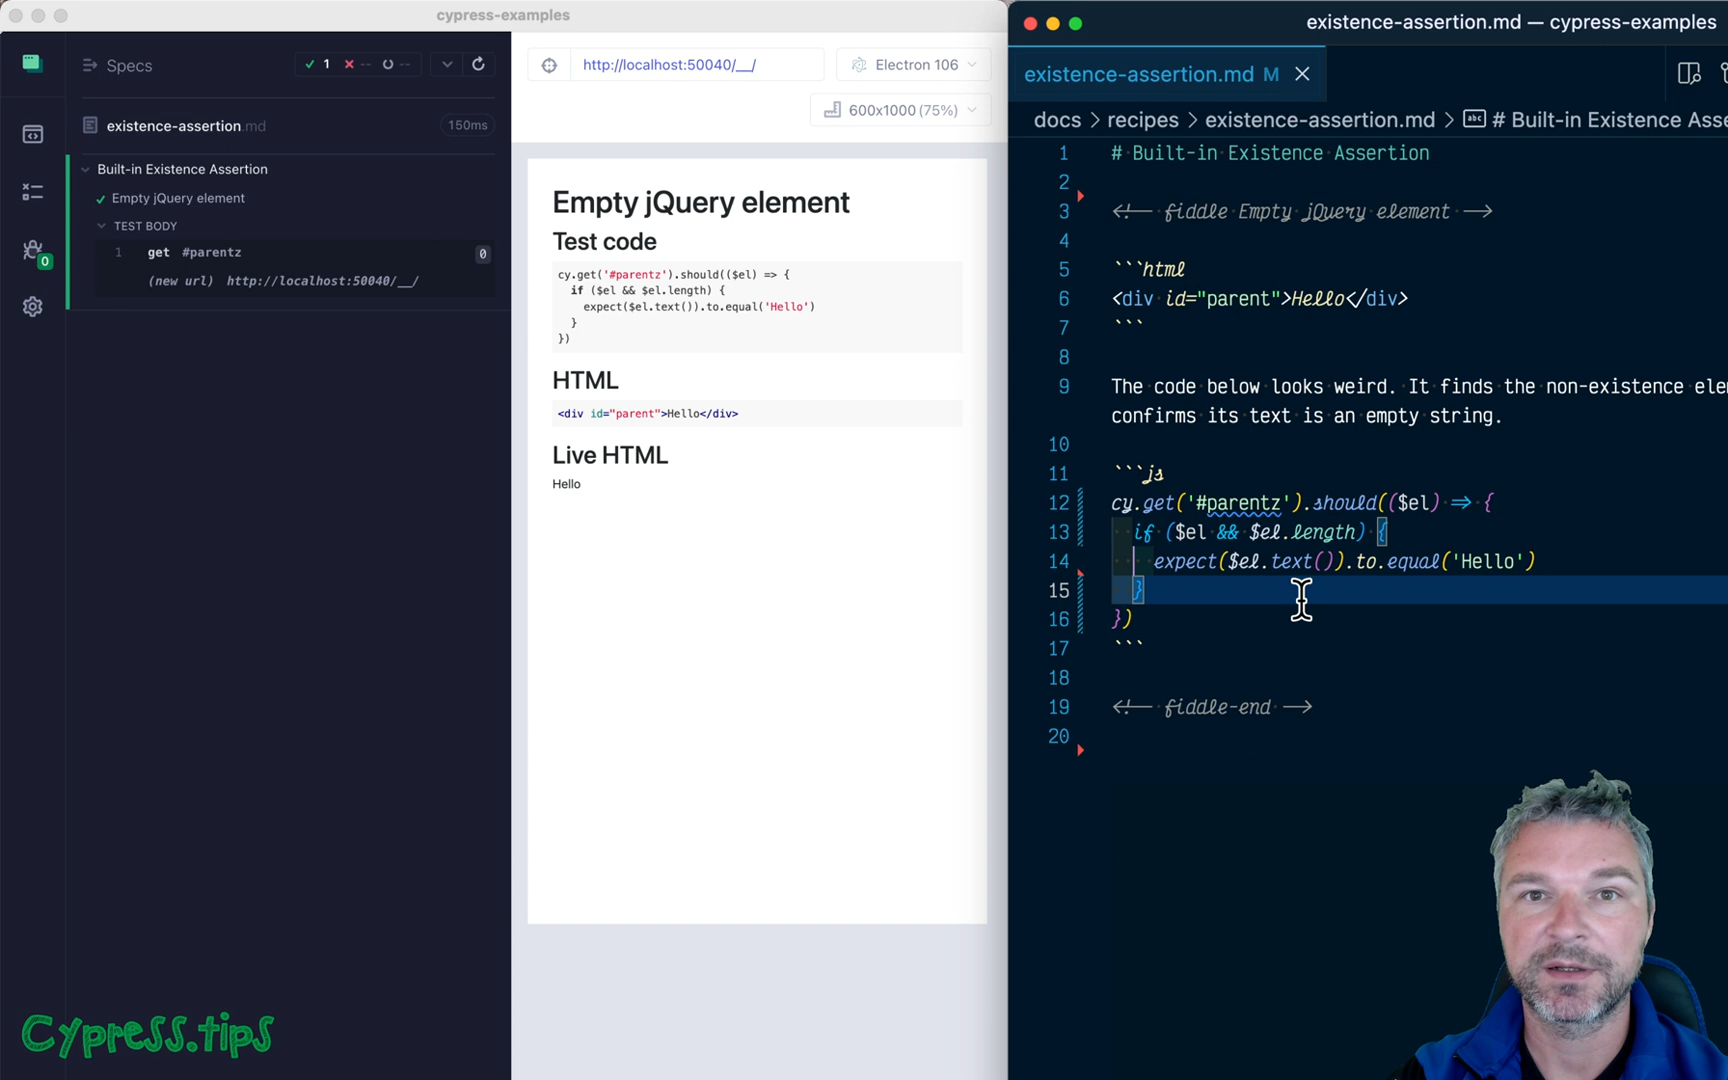 cypress-examples
Specs
1
--
--
existence-assertion.md
150ms
Built-in Existence Assertion
Empty jQuery element
TEST BODY
1 get #parentz 0
(new url) http://localhost:50040/__/
0
Cypress.tips
http://localhost:50040/__/
Electron 106
600x1000 (75%)
Empty jQuery element
Test code
cy.get('#parentz').should(($el) => {
if ($el && $el.length) {
expect($el.text()).to.equal('Hello')
}
})
HTML
<div id="parent">Hello</div>
Live HTML
Hello
existence-assertion.md — cypress-examples
existence-assertion.md M
docs > recipes > existence-assertion.md > abc # Built-in Existence Asse
1 # Built-in Existence Assertion
2
3 <!-- fiddle Empty jQuery element -->
4
5 ```html
6 <div id="parent">Hello</div>
7 ```
8
9 The code below looks weird. It finds the non-existence ele
confirms its text is an empty string.
10
11 ```js
12 cy.get('#parentz').should(($el) => {
13 if ($el && $el.length) {
14 expect($el.text()).to.equal('Hello')
15 }
16 })
17 ```
18
19 <!-- fiddle-end -->
20